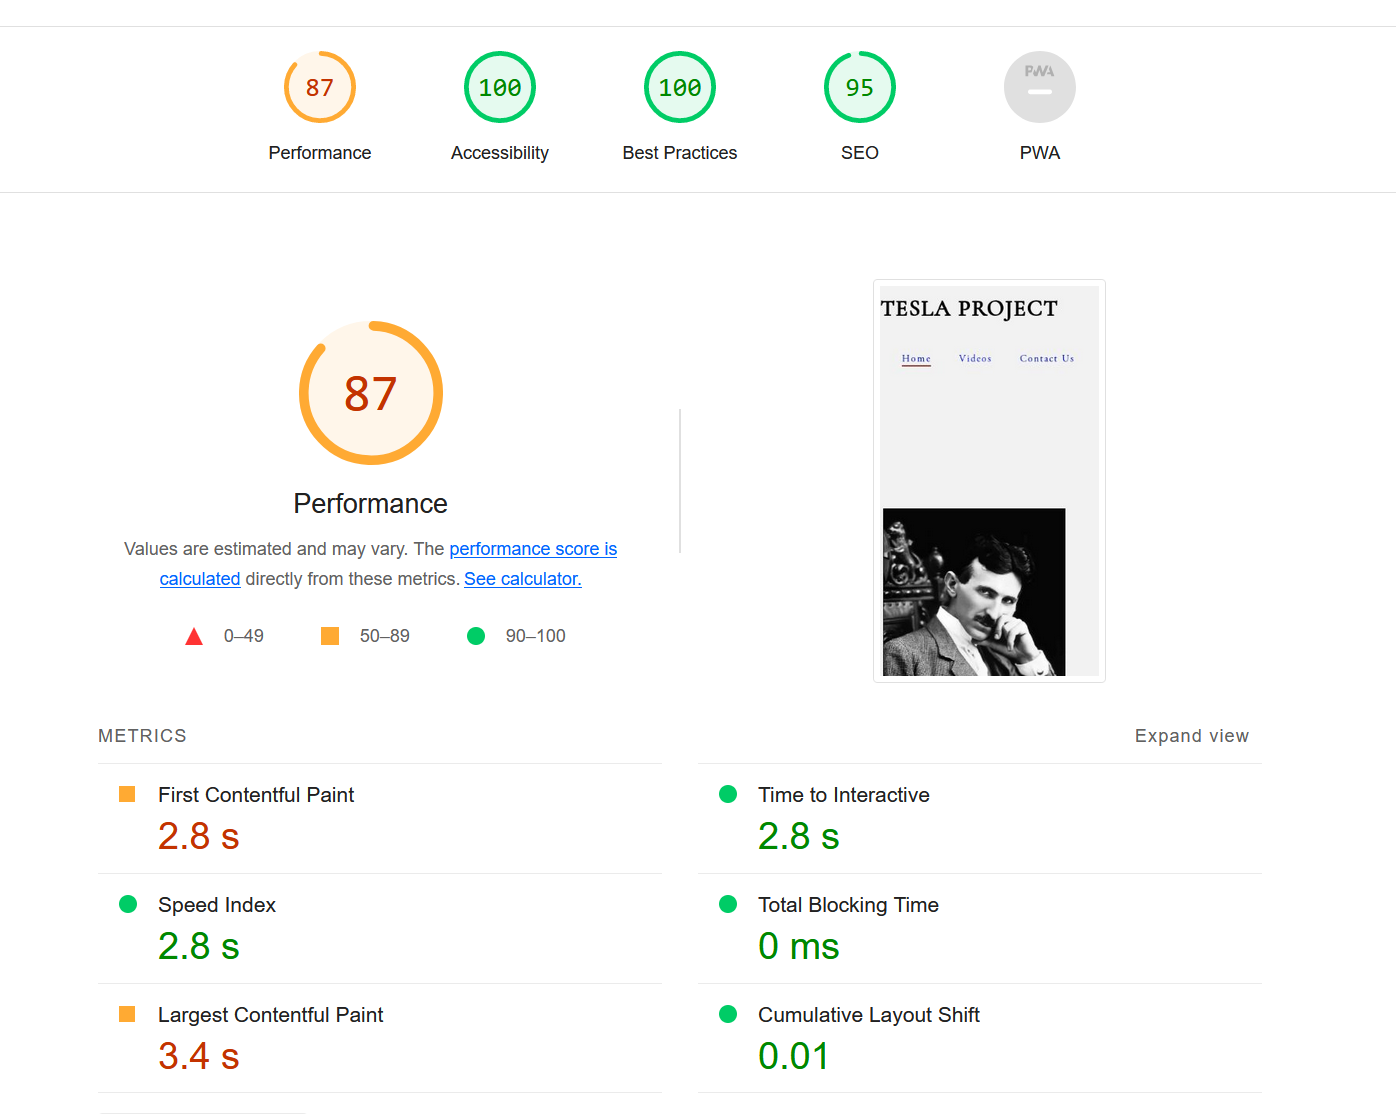 87
100
100
95
PWA
Performance
Accessibility
Best Practices
SEO
PWA
87
Performance
Values are estimated and may vary. The performance score is
calculated directly from these metrics. See calculator.
0–49
50–89
90–100
TESLA PROJECT
Home Videos Contact Us
METRICS
Expand view
First Contentful Paint
2.8 s
Time to Interactive
2.8 s
Speed Index
2.8 s
Total Blocking Time
0 ms
Largest Contentful Paint
3.4 s
Cumulative Layout Shift
0.01